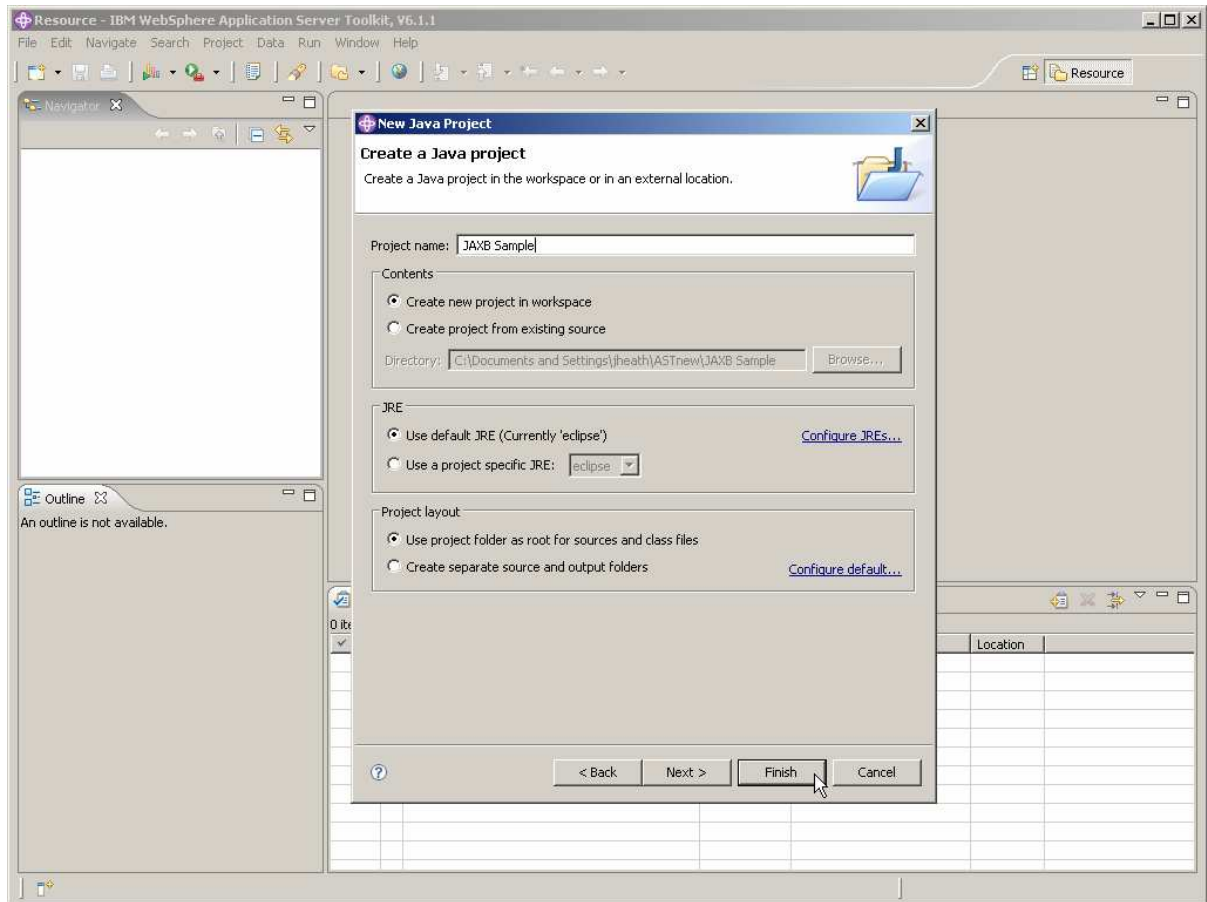 Resource - IBM WebSphere Application Server Toolkit, V6.1.1
File Edit Navigate Search Project Data Run Window Help
Resource
Navigator
New Java Project
Create a Java project
Create a Java project in the workspace or in an external location.
Project name: JAXB Sample
Contents
Create new project in workspace
Create project from existing source
Directory: C:\Documents and Settings\jheath\ASTnew\JAXB Sample Browse...
JRE
Use default JRE (Currently 'eclipse') Configure JREs...
Use a project specific JRE: eclipse
Outline
An outline is not available.
Project layout
Use project folder as root for sources and class files
Create separate source and output folders Configure default...
0 ite
Location
< Back Next > Finish Cancel